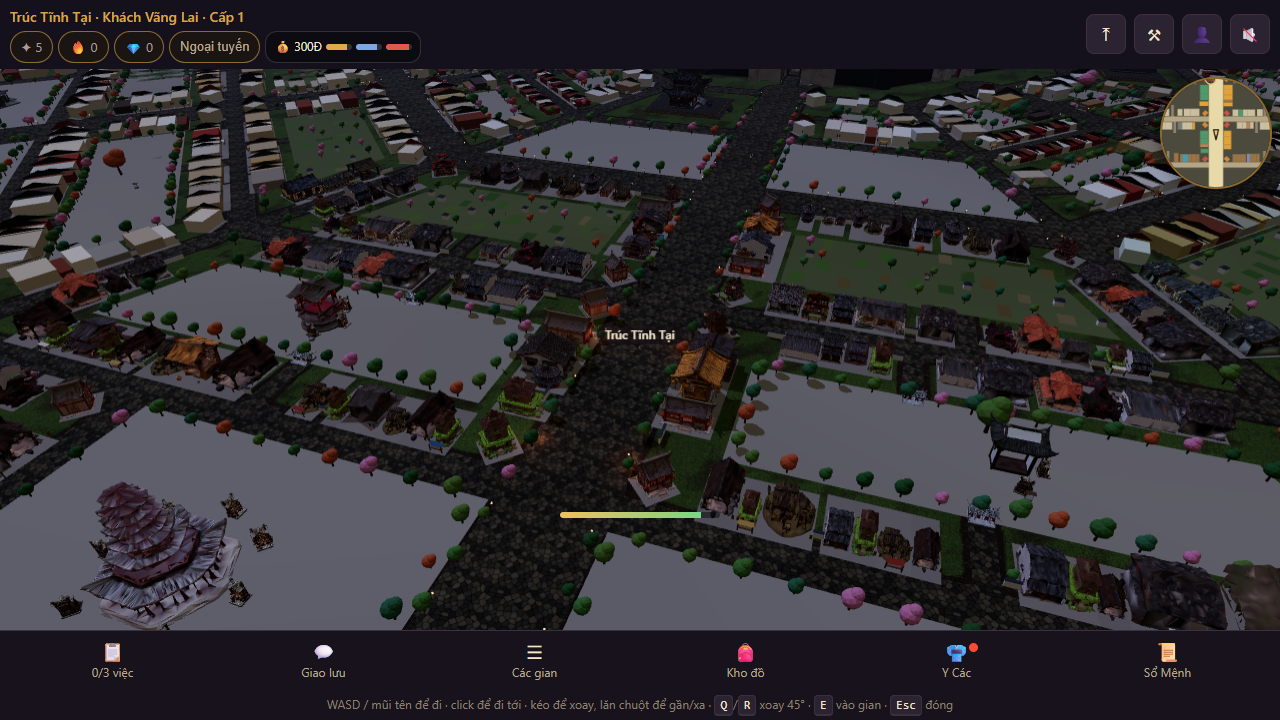 Trúc Tĩnh Tại · Khách Vãng Lai · Cấp 1
5 0 0 Ngoại tuyến 300Đ
Trúc Tĩnh Tại
0/3 việc Giao lưu Các gian Kho đồ Y Các Sổ Mệnh
WASD / mũi tên để đi · click để đi tới · kéo để xoay, lăn chuột để gần/xa · Q / R xoay 45° · E vào gian · Esc đóng